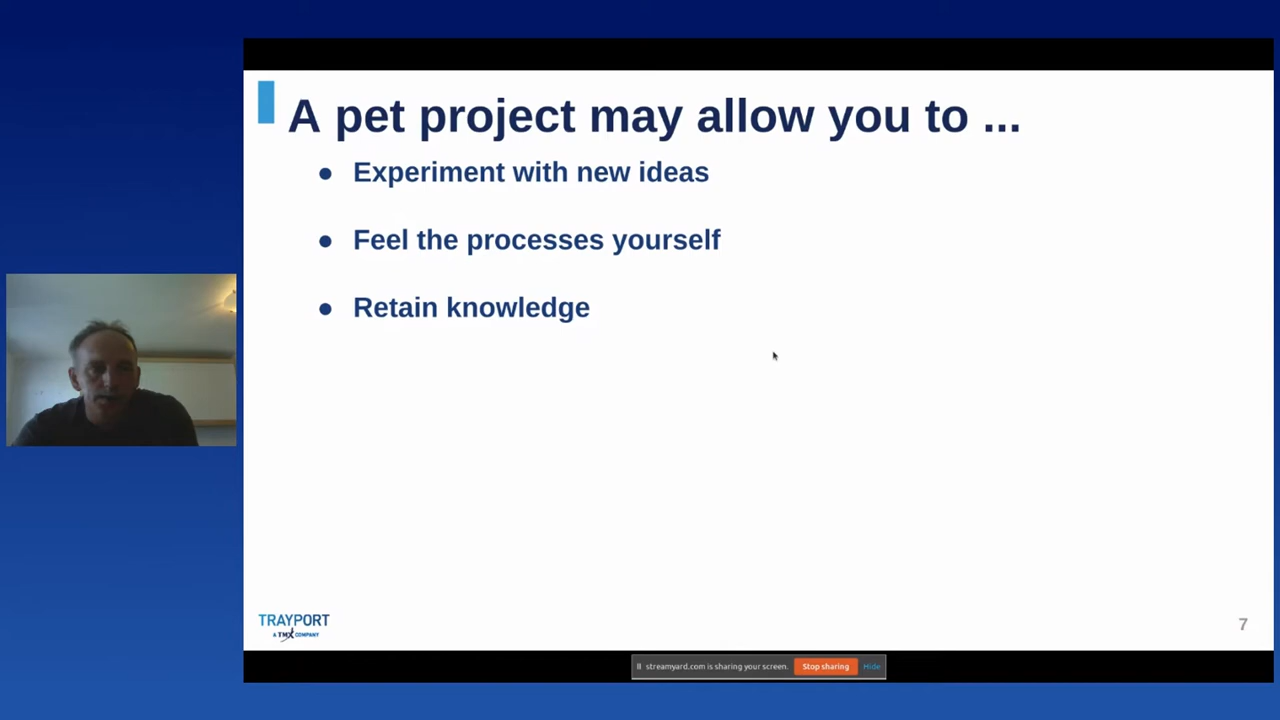 A pet project may allow you to ...
● Experiment with new ideas
● Feel the processes yourself
● Retain knowledge
TRAYPORT
A TMX COMPANY
7
streamyard.com is sharing your screen. Stop sharing Hide